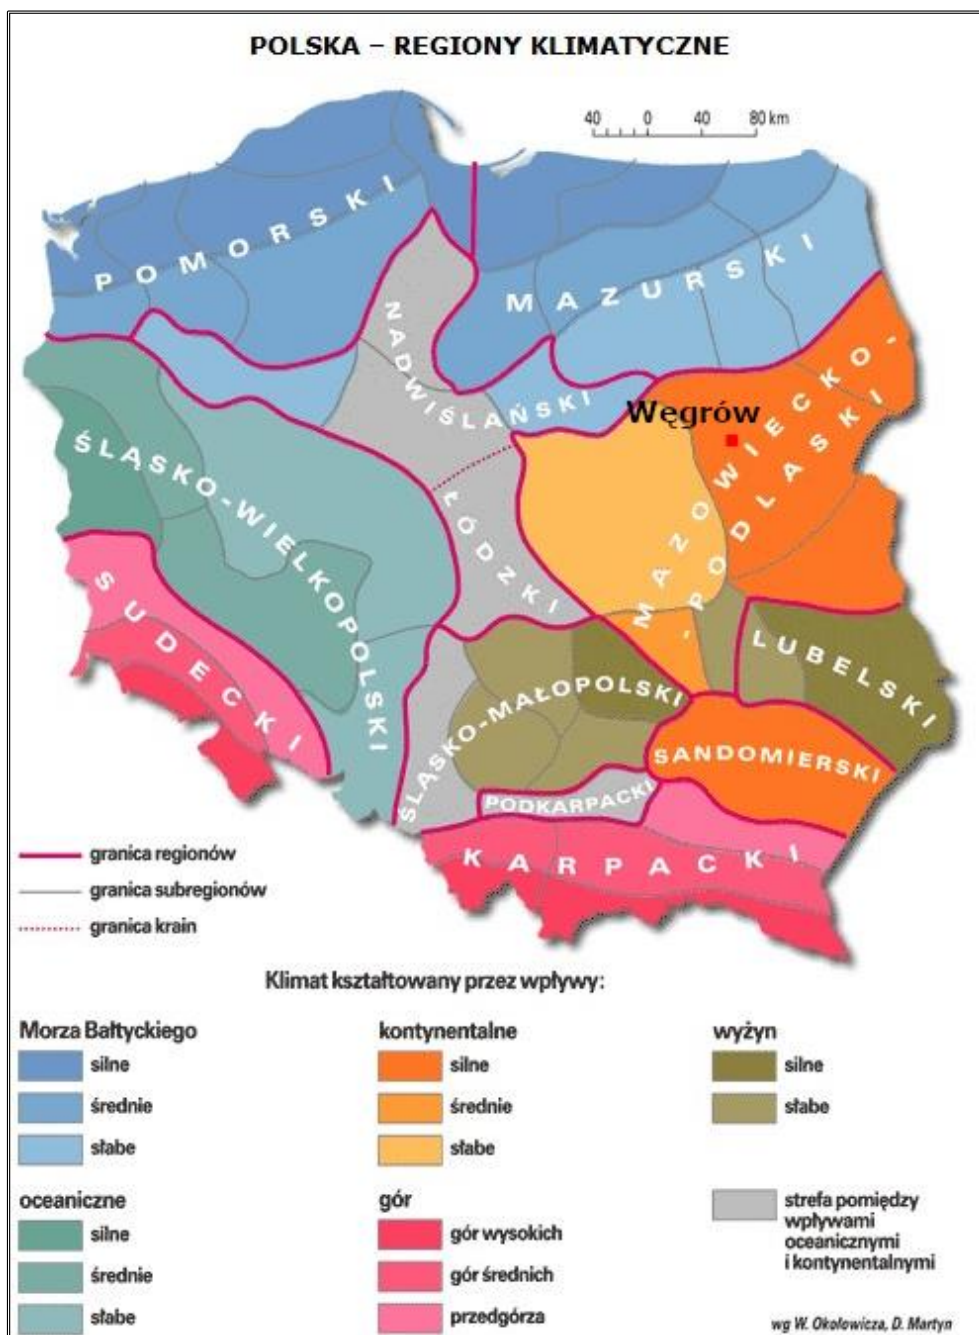 POLSKA – REGIONY KLIMATYCZNE
40 0 40 80 km
POMORSKI
MAZURSKI
NADWIŚLAŃSKI
Węgrów
MAZOWIECKO-
-PODLASKI
ŚLĄSKO-WIELKOPOLSKI
ŁÓDZKI
SUDECKI
LUBELSKI
ŚLĄSKO-MAŁOPOLSKI
SANDOMIERSKI
PODKARPACKI
KARPACKI
granica regionów
granica subregionów
granica krain
Klimat kształtowany przez wpływy:
Morza Bałtyckiego
silne
średnie
słabe
kontynentalne
silne
średnie
słabe
wyżyn
silne
słabe
oceaniczne
silne
średnie
słabe
gór
gór wysokich
gór średnich
przedgórza
strefa pomiędzy
wpływami
oceanicznymi
i kontynentalnymi
wg W. Okołowicza, D. Martyn